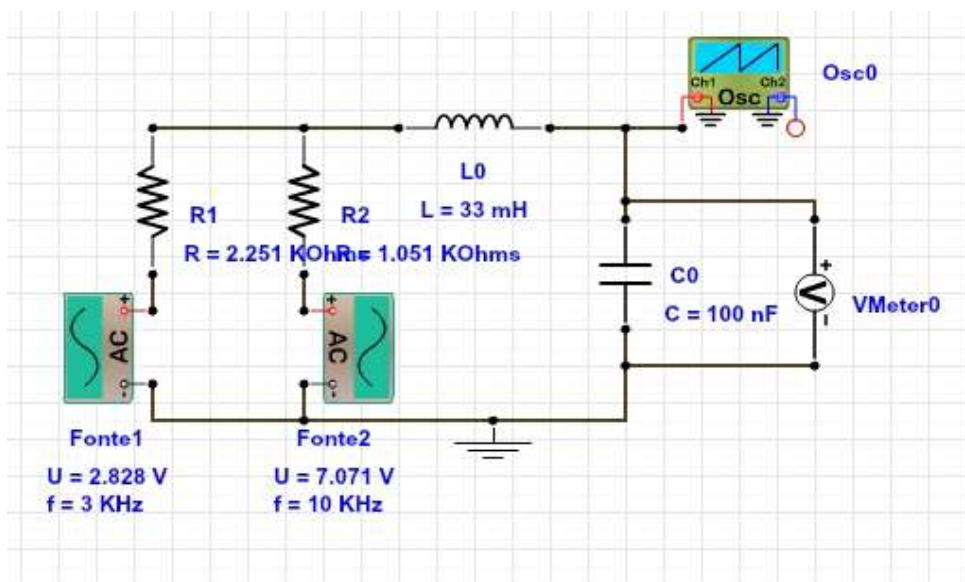 Osc0
Ch1
Ch2
Osc
L0
L = 33 mH
R1
R2
R = 2.251 KOhms
R = 1.051 KOhms
+
AC
-
+
AC
-
C0
C = 100 nF
+
V
-
VMeter0
Fonte1
U = 2.828 V
f = 3 KHz
Fonte2
U = 7.071 V
f = 10 KHz